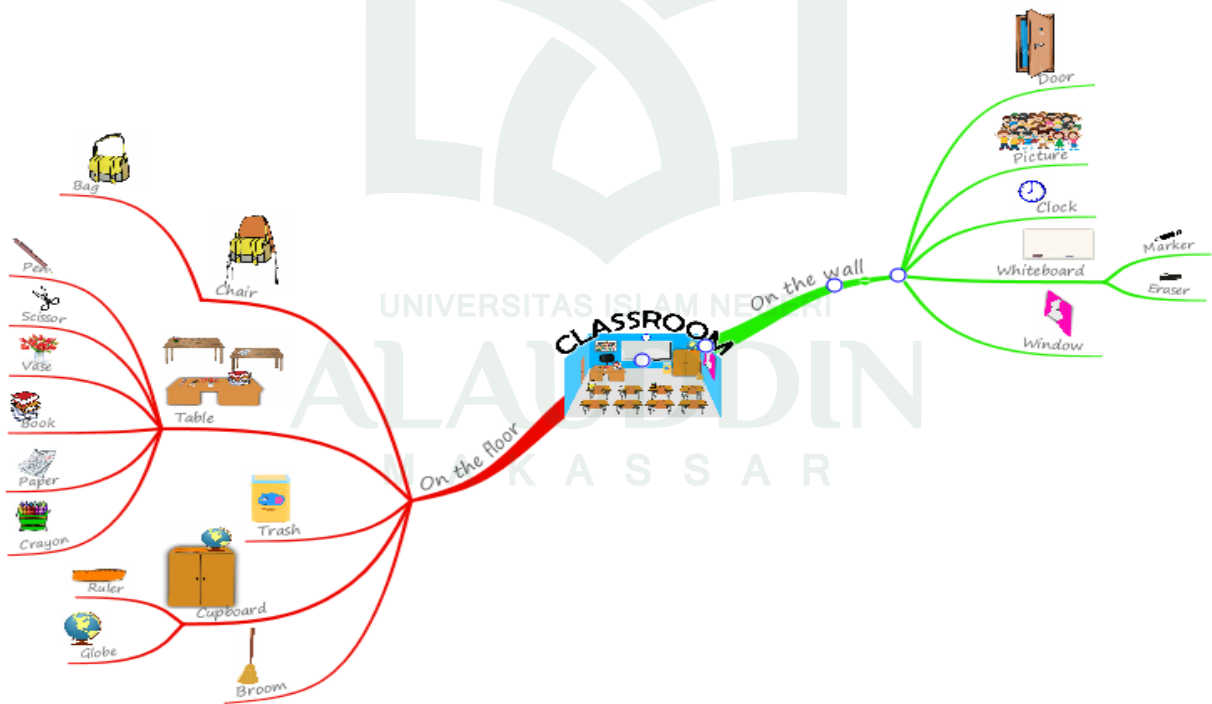 CLASSROOM
On the wall
Door
Picture
Clock
Whiteboard
Marker
Eraser
Window
On the floor
Chair
Bag
Table
Pen
Scissor
Vase
Book
Paper
Crayon
Trash
Cupboard
Ruler
Globe
Broom
UNIVERSITAS ISLAM NEGERI
ALAUDDIN
MAKASSAR